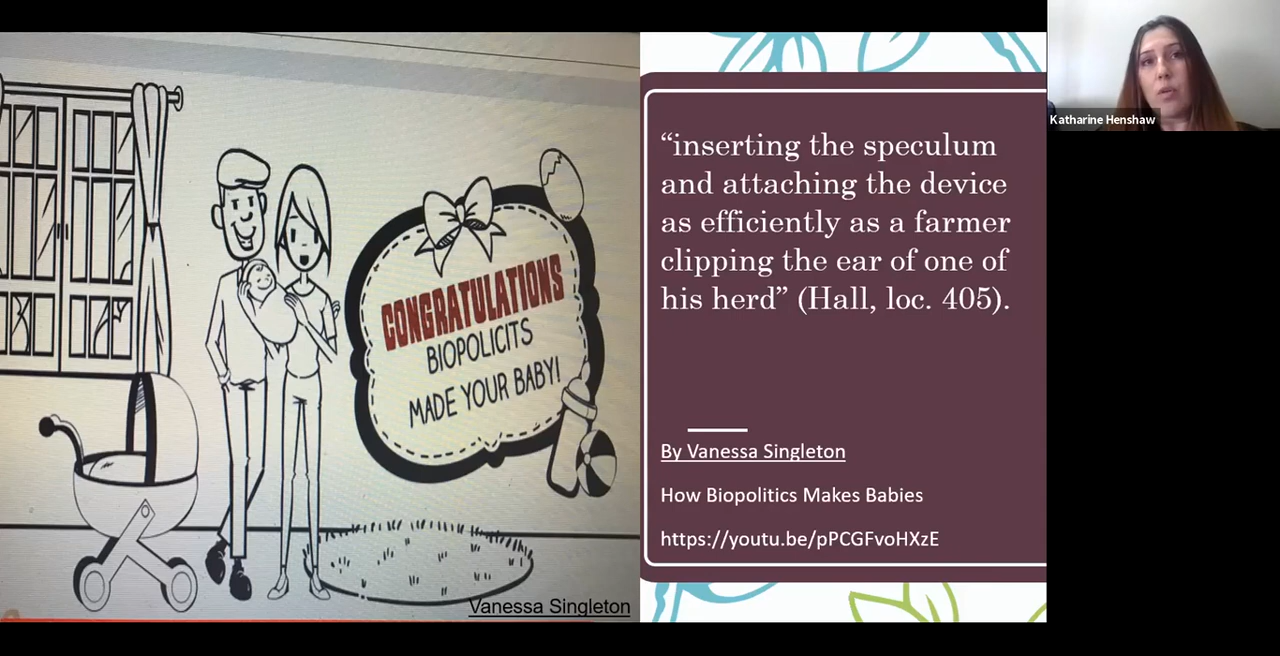 CONGRATULATIONS
BIOPOLICITS
MADE YOUR BABY!
Vanessa Singleton
“inserting the speculum
and attaching the device
as efficiently as a farmer
clipping the ear of one of
his herd” (Hall, loc. 405).
By Vanessa Singleton
How Biopolitics Makes Babies
https://youtu.be/pPCGFvoHXzE
Katharine Henshaw